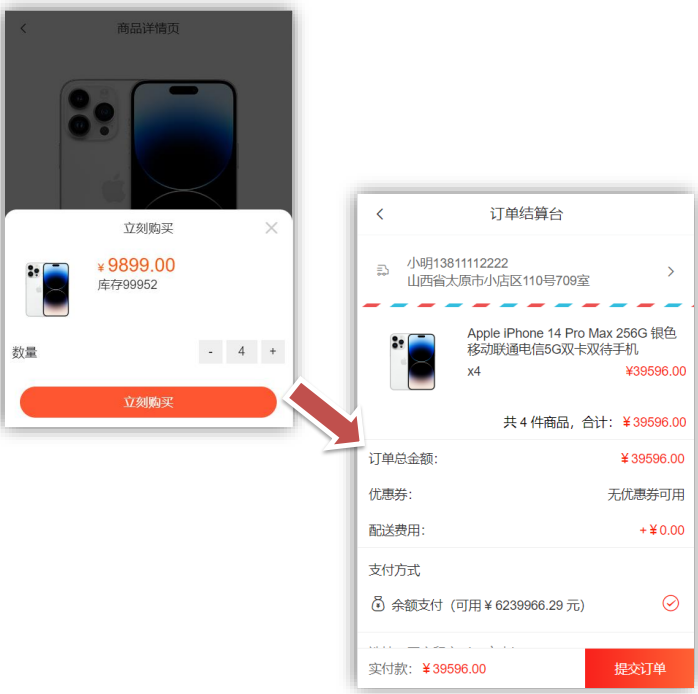 商品详情页
立刻购买
¥ 9899.00
库存99952
数量
- 4 +
立刻购买
订单结算台
小明13811112222
山西省太原市小店区110号709室
Apple iPhone 14 Pro Max 256G 银色
移动联通电信5G双卡双待手机
x4 ¥39596.00
共 4 件商品，合计：¥39596.00
订单总金额： ¥39596.00
优惠券： 无优惠券可用
配送费用： +¥0.00
支付方式
余额支付（可用 ¥ 6239966.29 元）
实付款：¥39596.00 提交订单